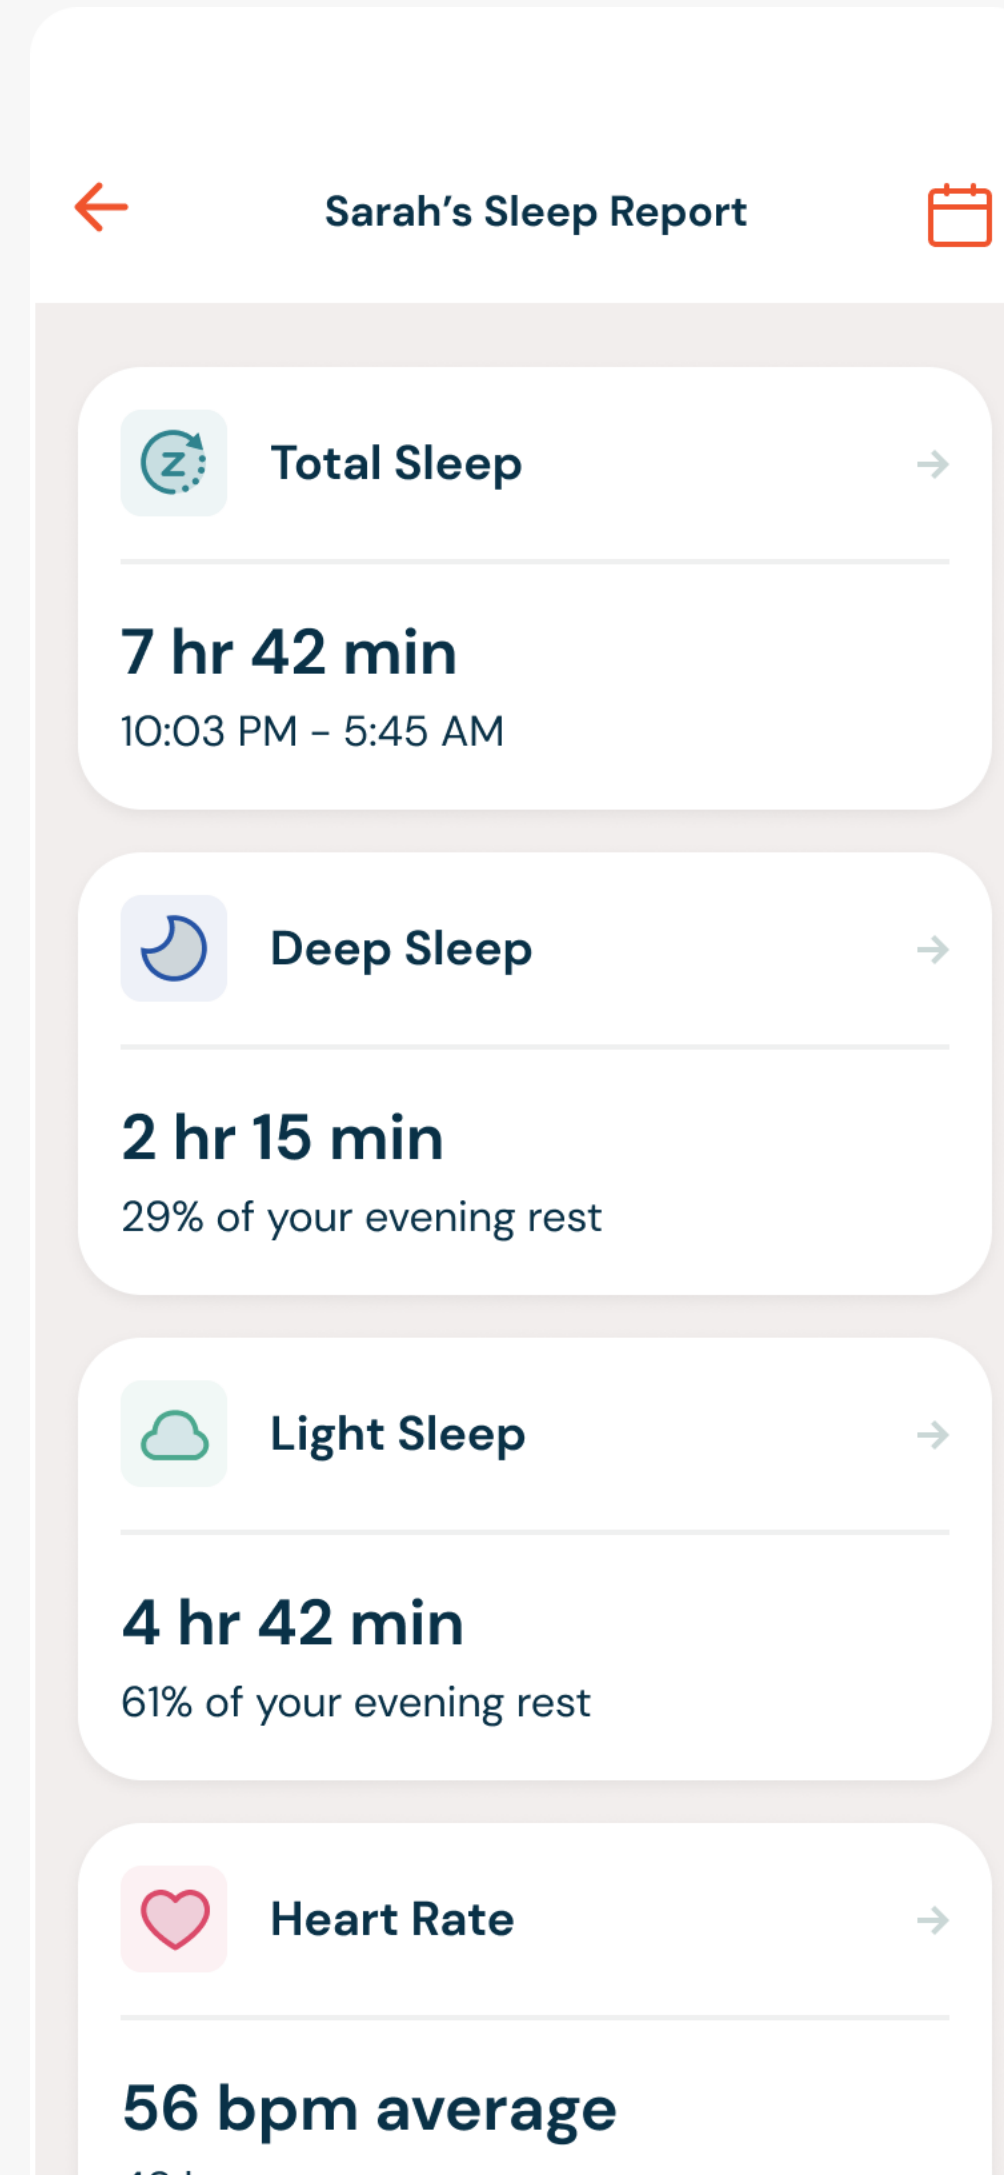 Sarah’s Sleep Report
Total Sleep
7 hr 42 min
10:03 PM – 5:45 AM
Deep Sleep
2 hr 15 min
29% of your evening rest
Light Sleep
4 hr 42 min
61% of your evening rest
Heart Rate
56 bpm average